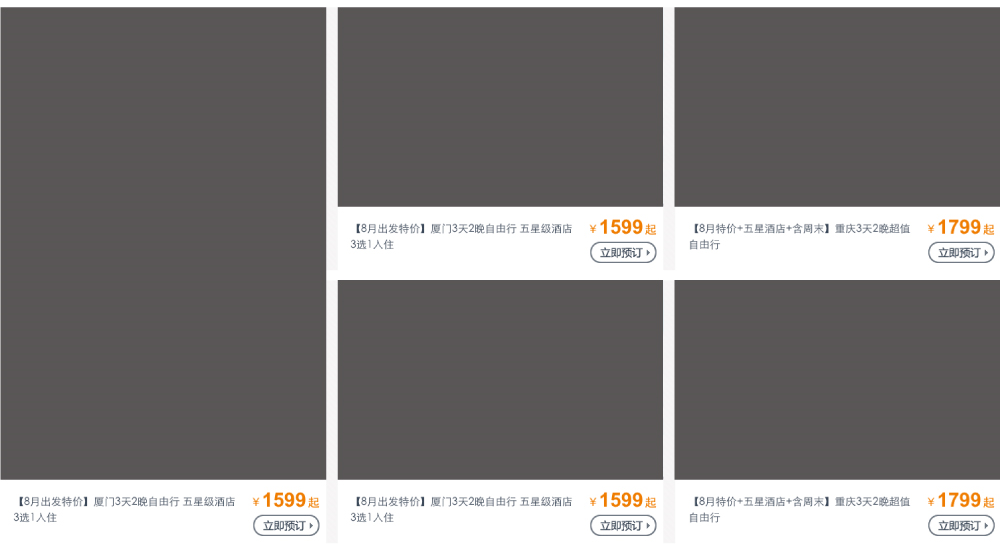 【8月出发特价】厦门3天2晚自由行 五星级酒店
3选1入住
¥1599起
立即预订
【8月特价+五星酒店+含周末】重庆3天2晚超值
自由行
¥1799起
立即预订
【8月出发特价】厦门3天2晚自由行 五星级酒店
3选1入住
¥1599起
立即预订
【8月出发特价】厦门3天2晚自由行 五星级酒店
3选1入住
¥1599起
立即预订
【8月特价+五星酒店+含周末】重庆3天2晚超值
自由行
¥1799起
立即预订